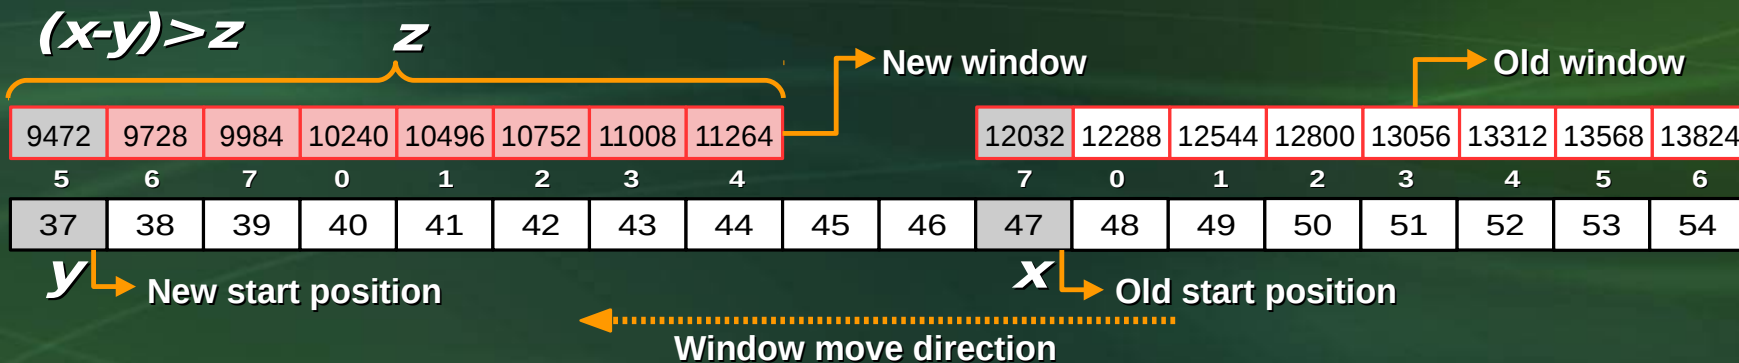 (x-y)>z z
New window Old window
9472 9728 9984 10240 10496 10752 11008 11264 12032 12288 12544 12800 13056 13312 13568 13824
5 6 7 0 1 2 3 4 7 0 1 2 3 4 5 6
37 38 39 40 41 42 43 44 45 46 47 48 49 50 51 52 53 54
y New start position x Old start position
Window move direction